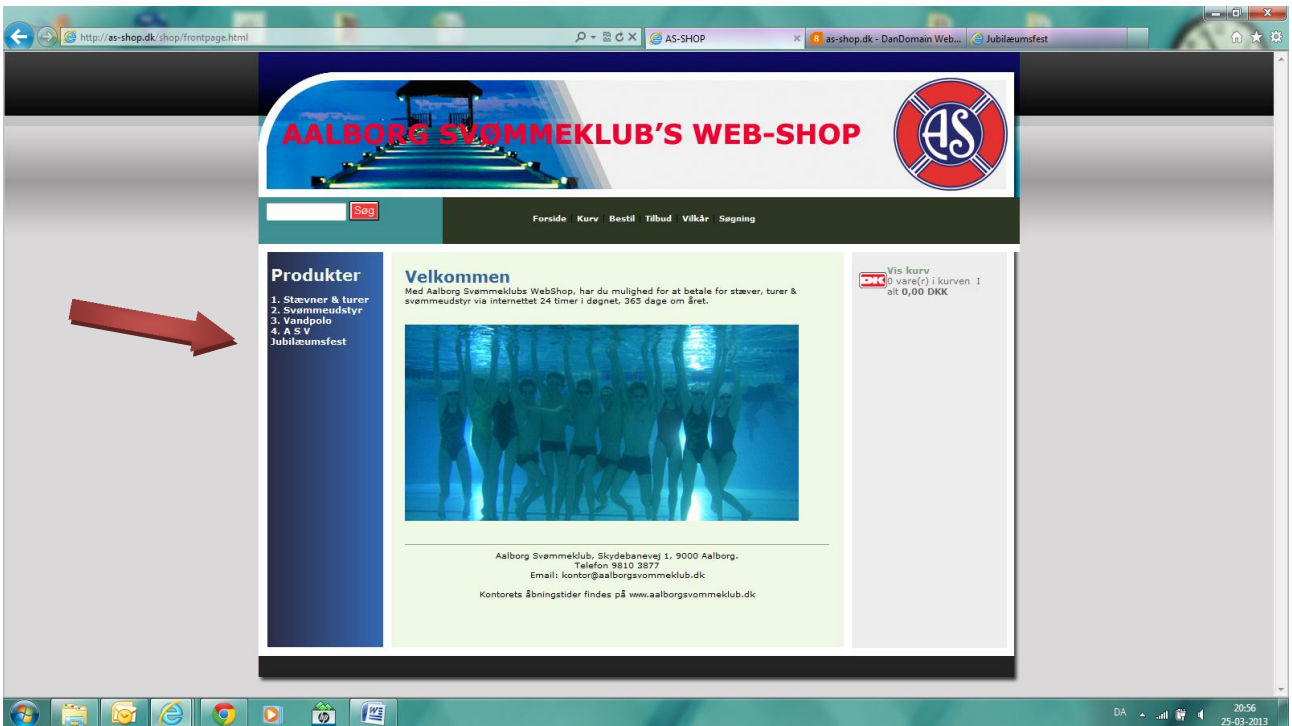 http://as-shop.dk/shop/frontpage.html
AS-SHOP
as-shop.dk - DanDomain Web...
Jubilæumsfest
AALBORG SVØMMEKLUB'S WEB-SHOP
AS
Søg
Forside Kurv Bestil Tilbud Vilkår Søgning
Produkter
1. Stævner & turer
2. Svømmeudstyr
3. Vandpolo
4. A S V
Jubilæumsfest
Velkommen
Med Aalborg Svømmeklubs WebShop, har du mulighed for at betale for stæver, turer &
svømmeudstyr via internettet 24 timer i døgnet, 365 dage om året.
Aalborg Svømmeklub, Skydebanevej 1, 9000 Aalborg.
Telefon 9810 3877
Email: kontor@aalborgsvommeklub.dk
Kontorets åbningstider findes på www.aalborgsvommeklub.dk
DK
Vis kurv
0 vare(r) i kurven I
alt 0,00 DKK
DA
20:56
25-03-2013